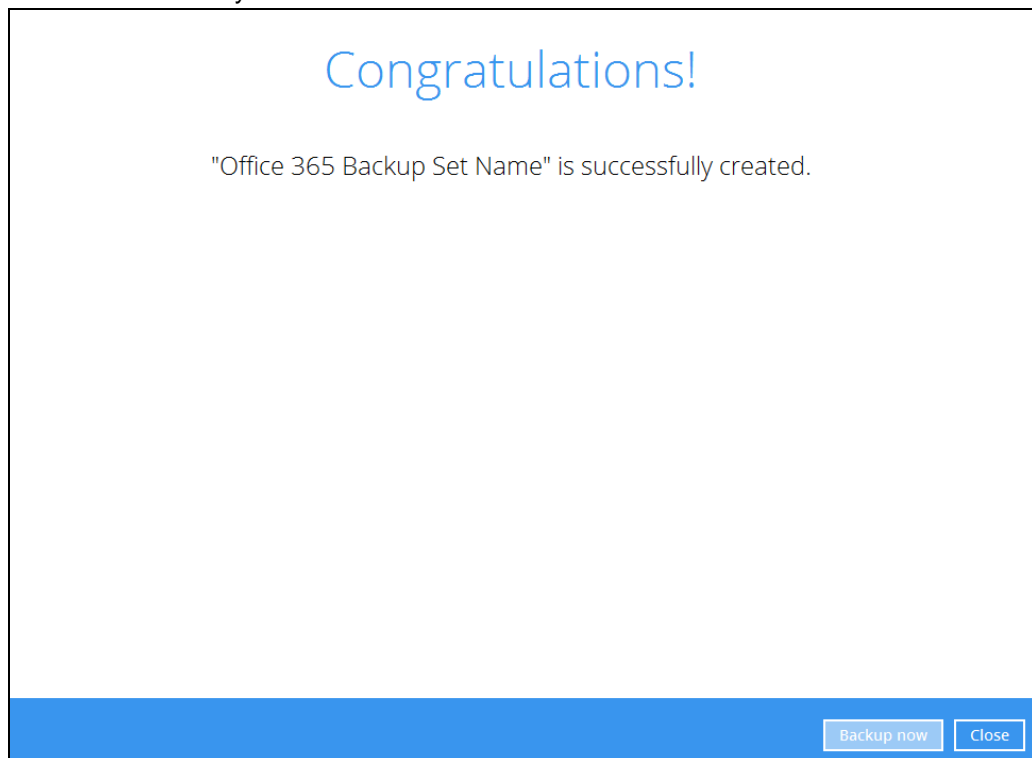 Congratulations!
"Office 365 Backup Set Name" is successfully created.
Backup now
Close